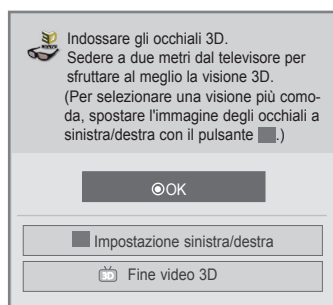 Indossare gli occhiali 3D.
Sedere a due metri dal televisore per
sfruttare al meglio la visione 3D.
(Per selezionare una visione più como-
da, spostare l'immagine degli occhiali a
sinistra/destra con il pulsante .)
OK
Impostazione sinistra/destra
3D Fine video 3D